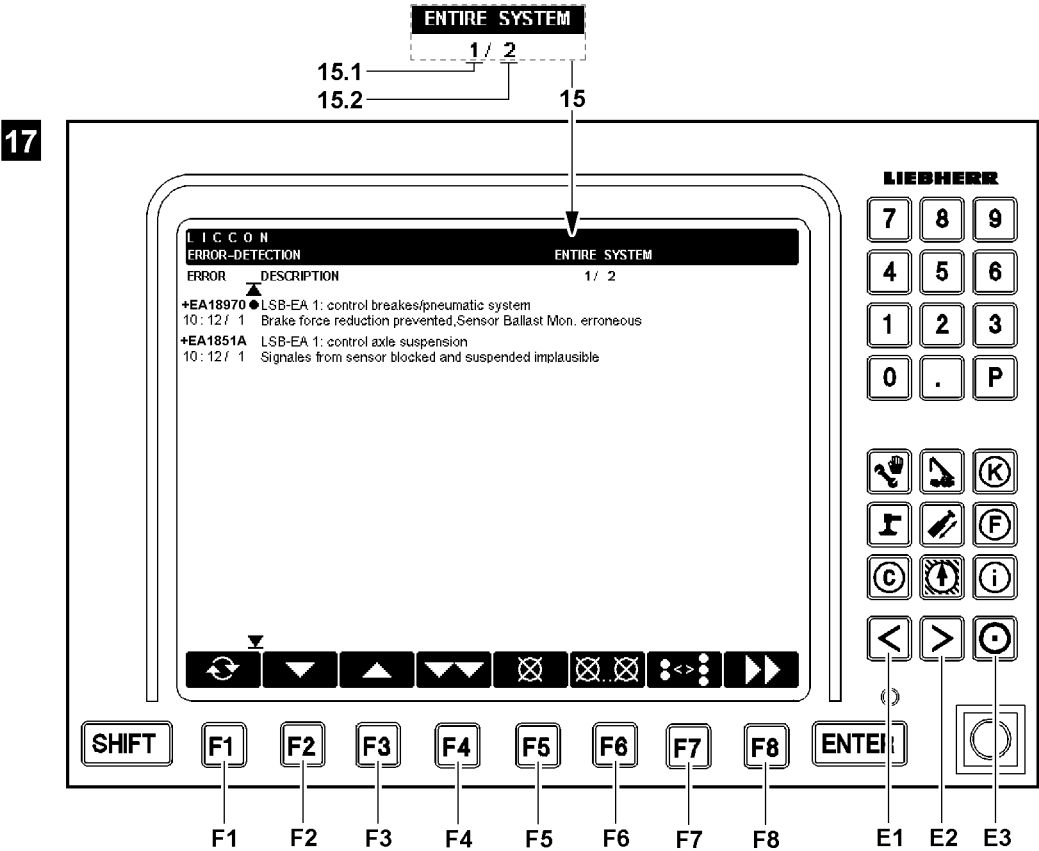 ENTIRE SYSTEM
1/ 2
15.1
15.2
15
17
LIEBHERR
LICCON
ERROR-DETECTION ENTIRE SYSTEM
ERROR DESCRIPTION 1/ 2
+EA18970 ● LSB-EA 1: control breakes/pneumatic system
10:12/ 1 Brake force reduction prevented,Sensor Ballast Mon. erroneous
+EA1851A LSB-EA 1: control axle suspension
10:12/ 1 Signales from sensor blocked and suspended implausible
7 8 9
4 5 6
1 2 3
0 . P
K
F
C i
< >
<>
SHIFT F1 F2 F3 F4 F5 F6 F7 F8 ENTER
F1 F2 F3 F4 F5 F6 F7 F8 E1 E2 E3